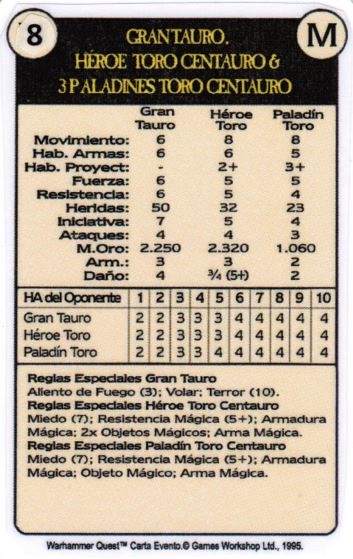 8
M
GRAN TAURO,
HÉROE TORO CENTAURO &
3 PALADINES TORO CENTAURO
Gran Tauro Héroe Toro Paladín Toro
Movimiento: 6 8 8
Hab. Armas: 6 6 5
Hab. Proyect: - 2+ 3+
Fuerza: 6 5 5
Resistencia: 6 5 4
Heridas: 50 32 23
Iniciativa: 7 5 4
Ataques: 4 4 3
M.Oro: 2.250 2.320 1.060
Arm.: 3 3 2
Daño: 4 ¾ (5+) 2
HA del Oponente 1 2 3 4 5 6 7 8 9 10
Gran Tauro 2 2 3 3 3 4 4 4 4 4
Héroe Toro 2 2 3 3 3 4 4 4 4 4
Paladín Toro 2 2 3 3 4 4 4 4 4 4
Reglas Especiales Gran Tauro
Aliento de Fuego (3); Volar; Terror (10).
Reglas Especiales Héroe Toro Centauro
Miedo (7); Resistencia Mágica (5+); Armadura
Mágica; 2x Objetos Mágicos; Arma Mágica.
Reglas Especiales Paladín Toro Centauro
Miedo (7); Resistencia Mágica (5+); Armadura
Mágica; Objeto Mágico; Arma Mágica.
Warhammer Quest™ Carta Evento.© Games Workshop Ltd., 1995.